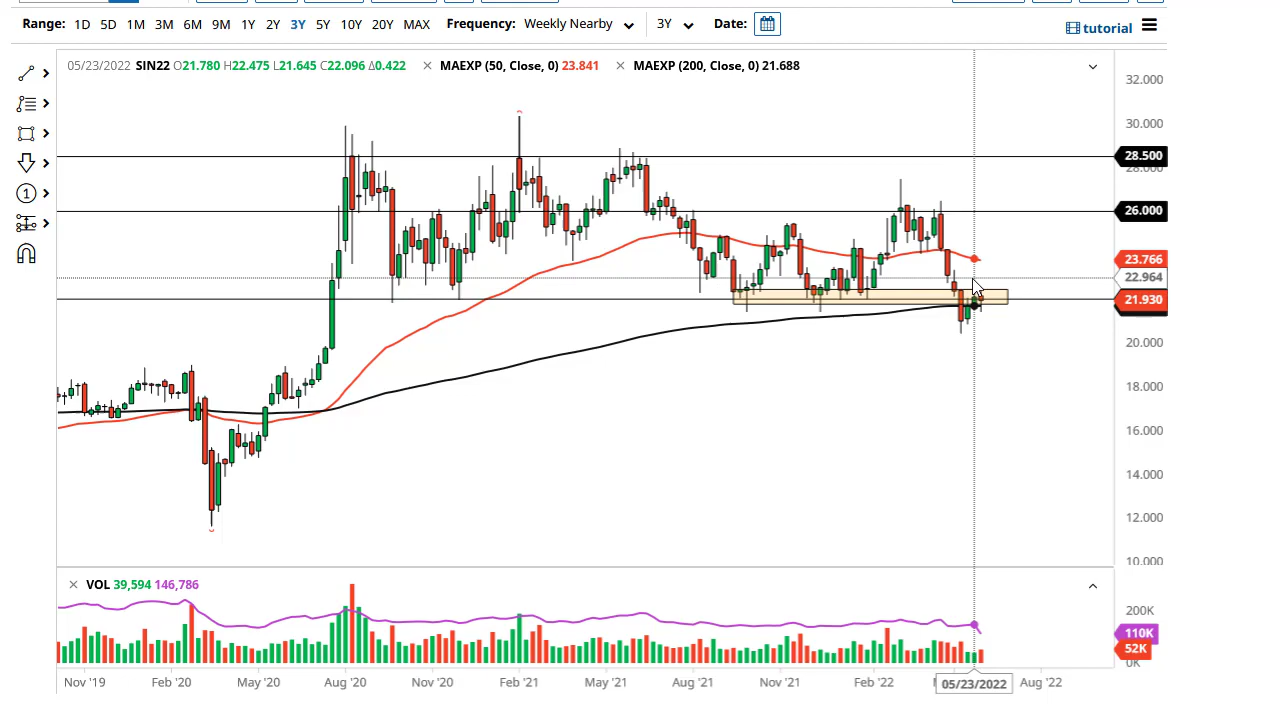 Range: 1D 5D 1M 3M 6M 9M 1Y 2Y 3Y 5Y 10Y 20Y MAX Frequency: Weekly Nearby 3Y Date:
tutorial
05/23/2022 SIN22 O21.780 H22.475 L21.645 C22.096 Δ0.422 × MAEXP (50, Close, 0) 23.841 × MAEXP (200, Close, 0) 21.688
32.000
30.000
28.500
28.000
26.000
23.766
22.964
21.930
20.000
18.000
16.000
14.000
12.000
10.000
1
× VOL 39,594 146,786
200K
110K
52K
0K
Nov '19 Feb '20 May '20 Aug '20 Nov '20 Feb '21 May '21 Aug '21 Nov '21 Feb '22 05/23/2022 Aug '22